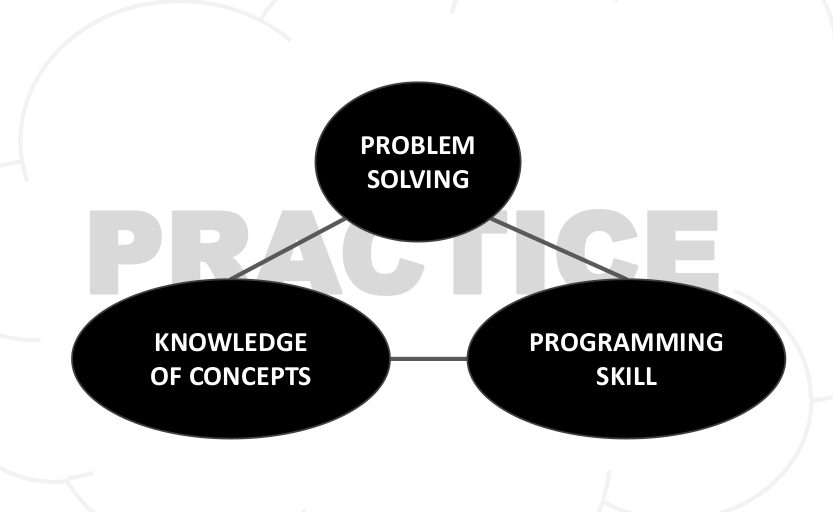 PROBLEM
SOLVING
PRACTICE
KNOWLEDGE
OF CONCEPTS
PROGRAMMING
SKILL